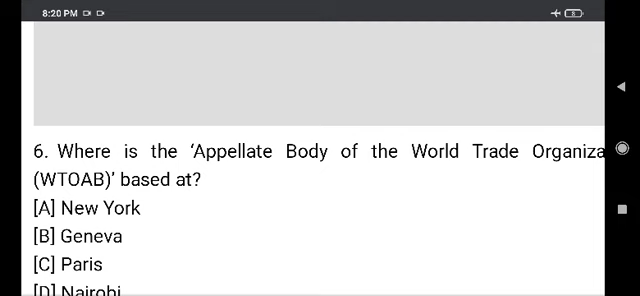 8:20 PM
8
6. Where is the ‘Appellate Body of the World Trade Organiza
(WTOAB)’ based at?
[A] New York
[B] Geneva
[C] Paris
[D] Nairobi